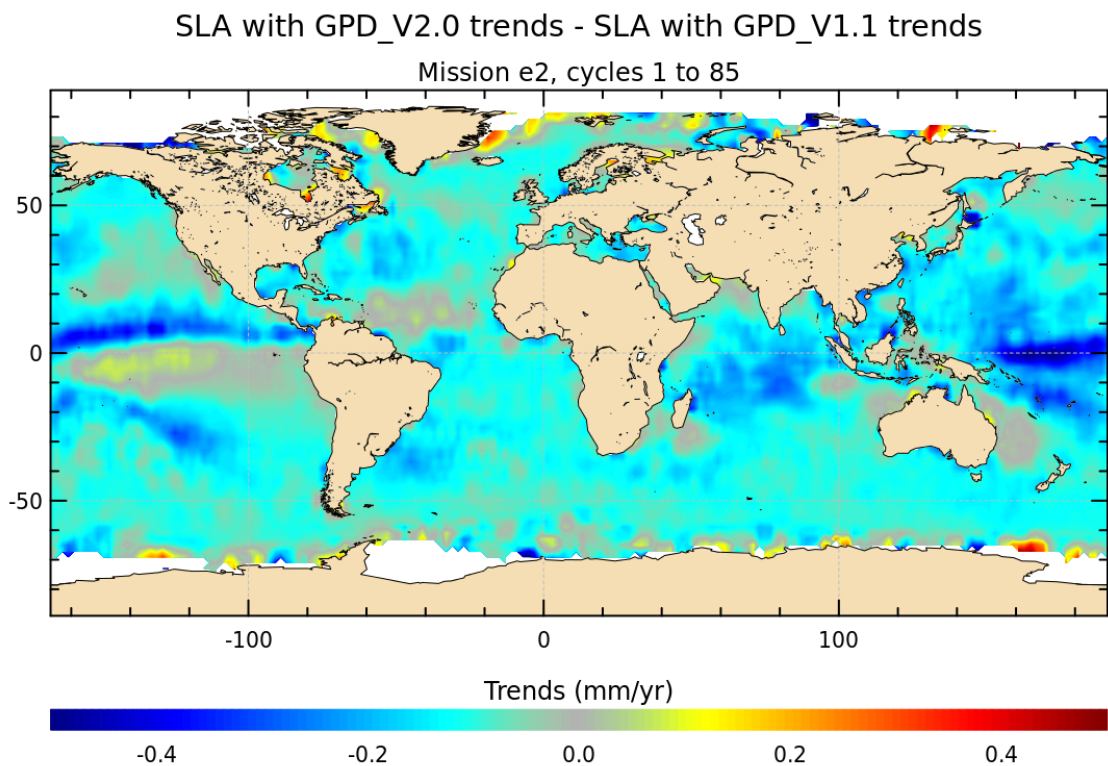 SLA with GPD_V2.0 trends - SLA with GPD_V1.1 trends
Mission e2, cycles 1 to 85
50
0
-50
-100 0 100
Trends (mm/yr)
-0.4 -0.2 0.0 0.2 0.4